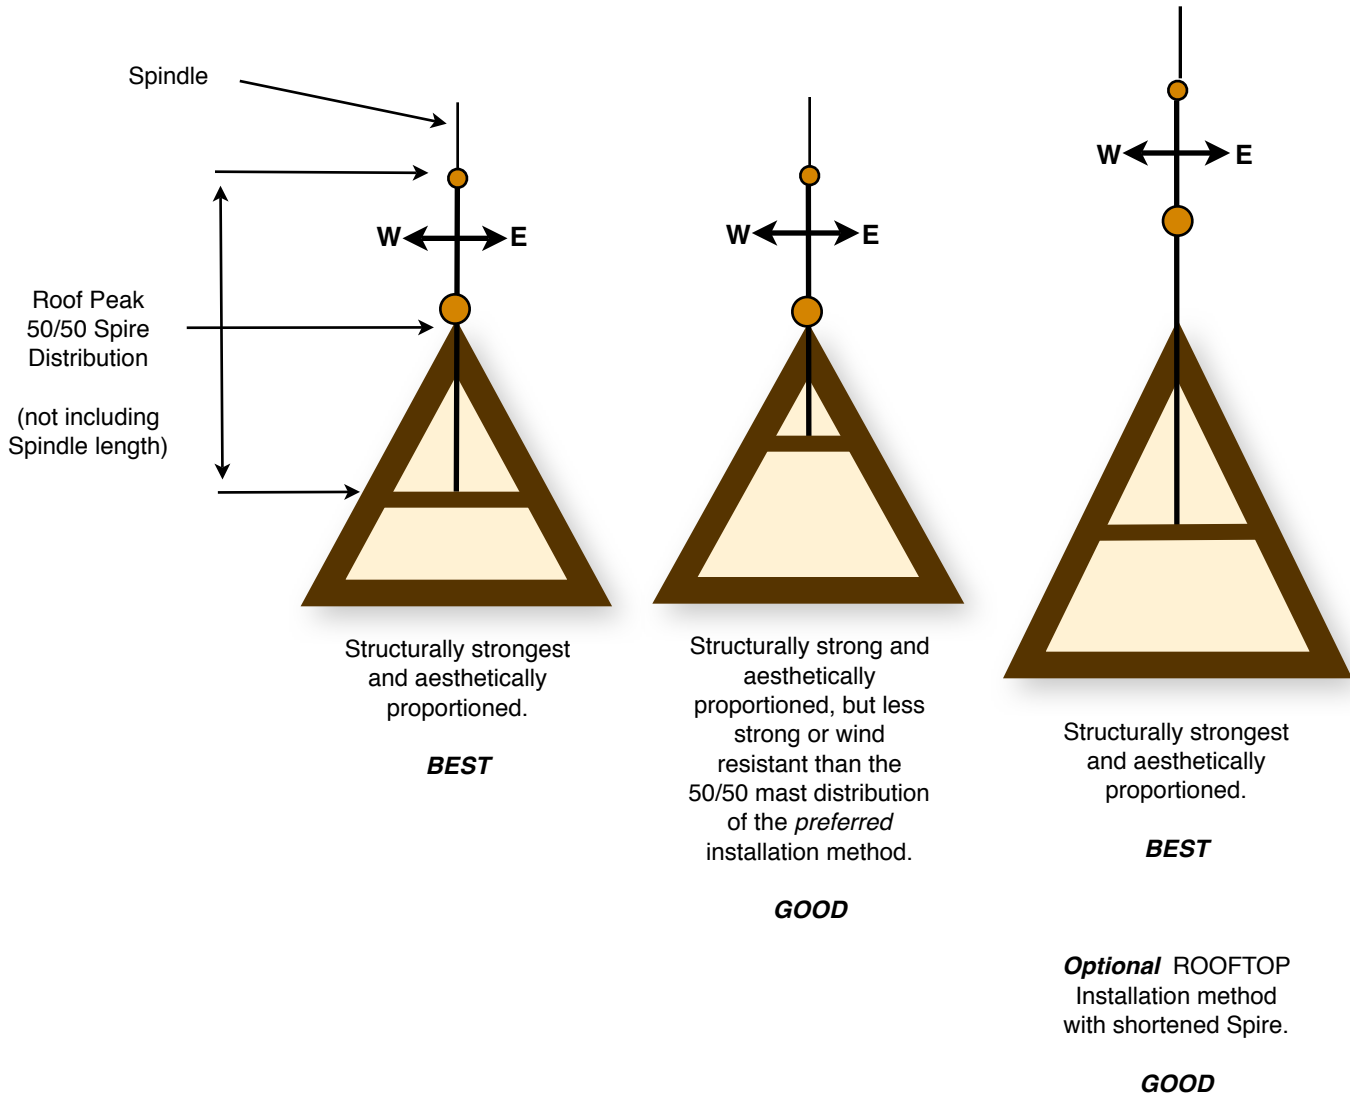 Spindle
W
E
Roof Peak
50/50 Spire
Distribution
(not including
Spindle length)
Structurally strongest
and aesthetically
proportioned.
BEST
W
E
Structurally strong and
aesthetically
proportioned, but less
strong or wind
resistant than the
50/50 mast distribution
of the preferred
installation method.
GOOD
W
E
Structurally strongest
and aesthetically
proportioned.
BEST
Optional ROOFTOP
Installation method
with shortened Spire.
GOOD